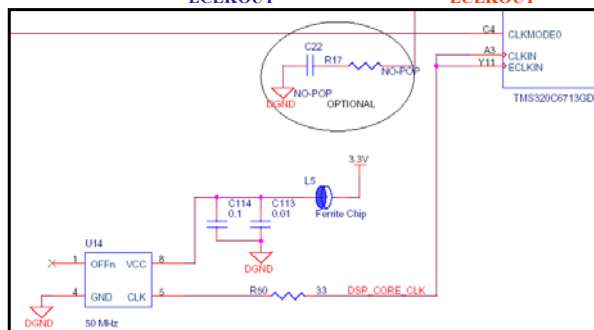 ECLKOUT ECLKOUT
C4 CLKMODE0
C22
R17
A3 CLKIN
NO-POP
Y11 ECLKIN
NO-POP
DGND
OPTIONAL
TMS320C6713GD
3.3V
L5
C114 C113
0.1 0.01 Ferrite Chip
U14
1 OFFn VCC 8
DGND
4 GND CLK 5
R50 33 DSP_CORE_CLK
DGND
50 MHz